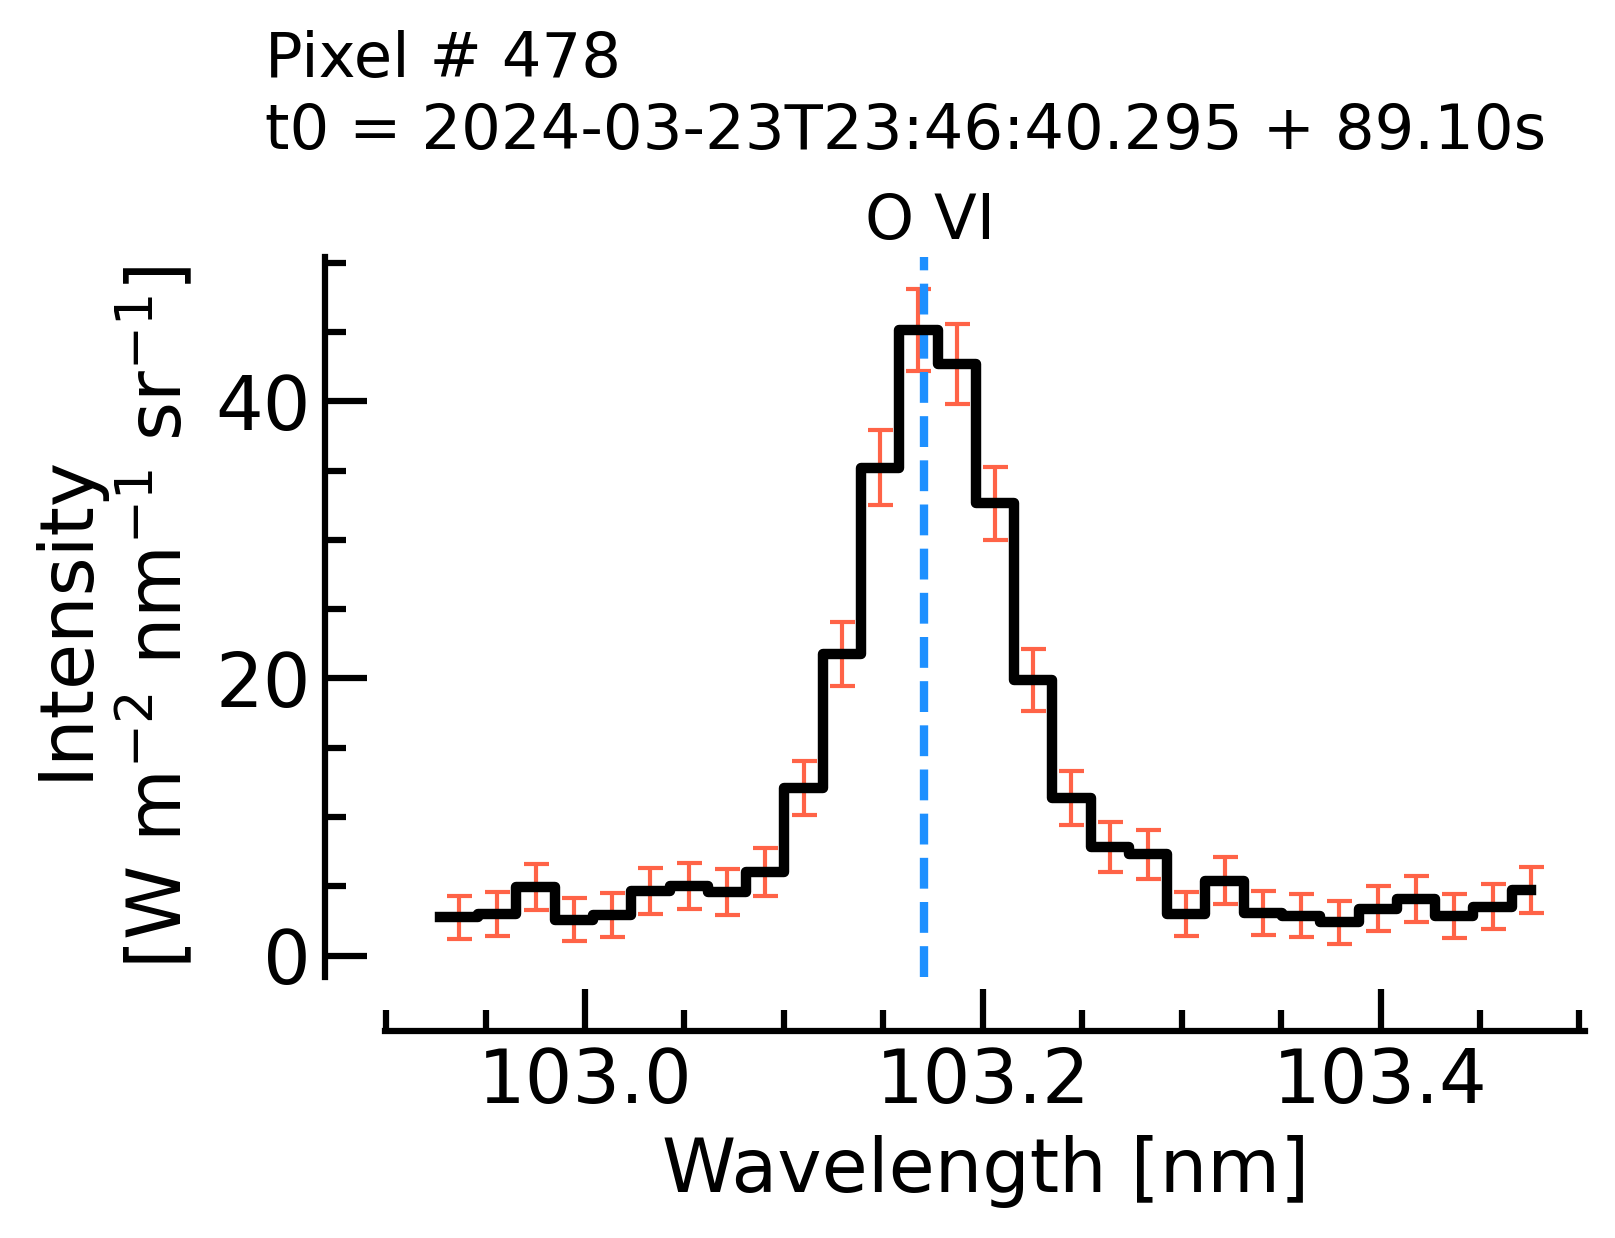 Pixel # 478
t0 = 2024-03-23T23:46:40.295 + 89.10s
O VI
Intensity
[W m⁻² nm⁻¹ sr⁻¹]
40
20
0
103.0 103.2 103.4
Wavelength [nm]